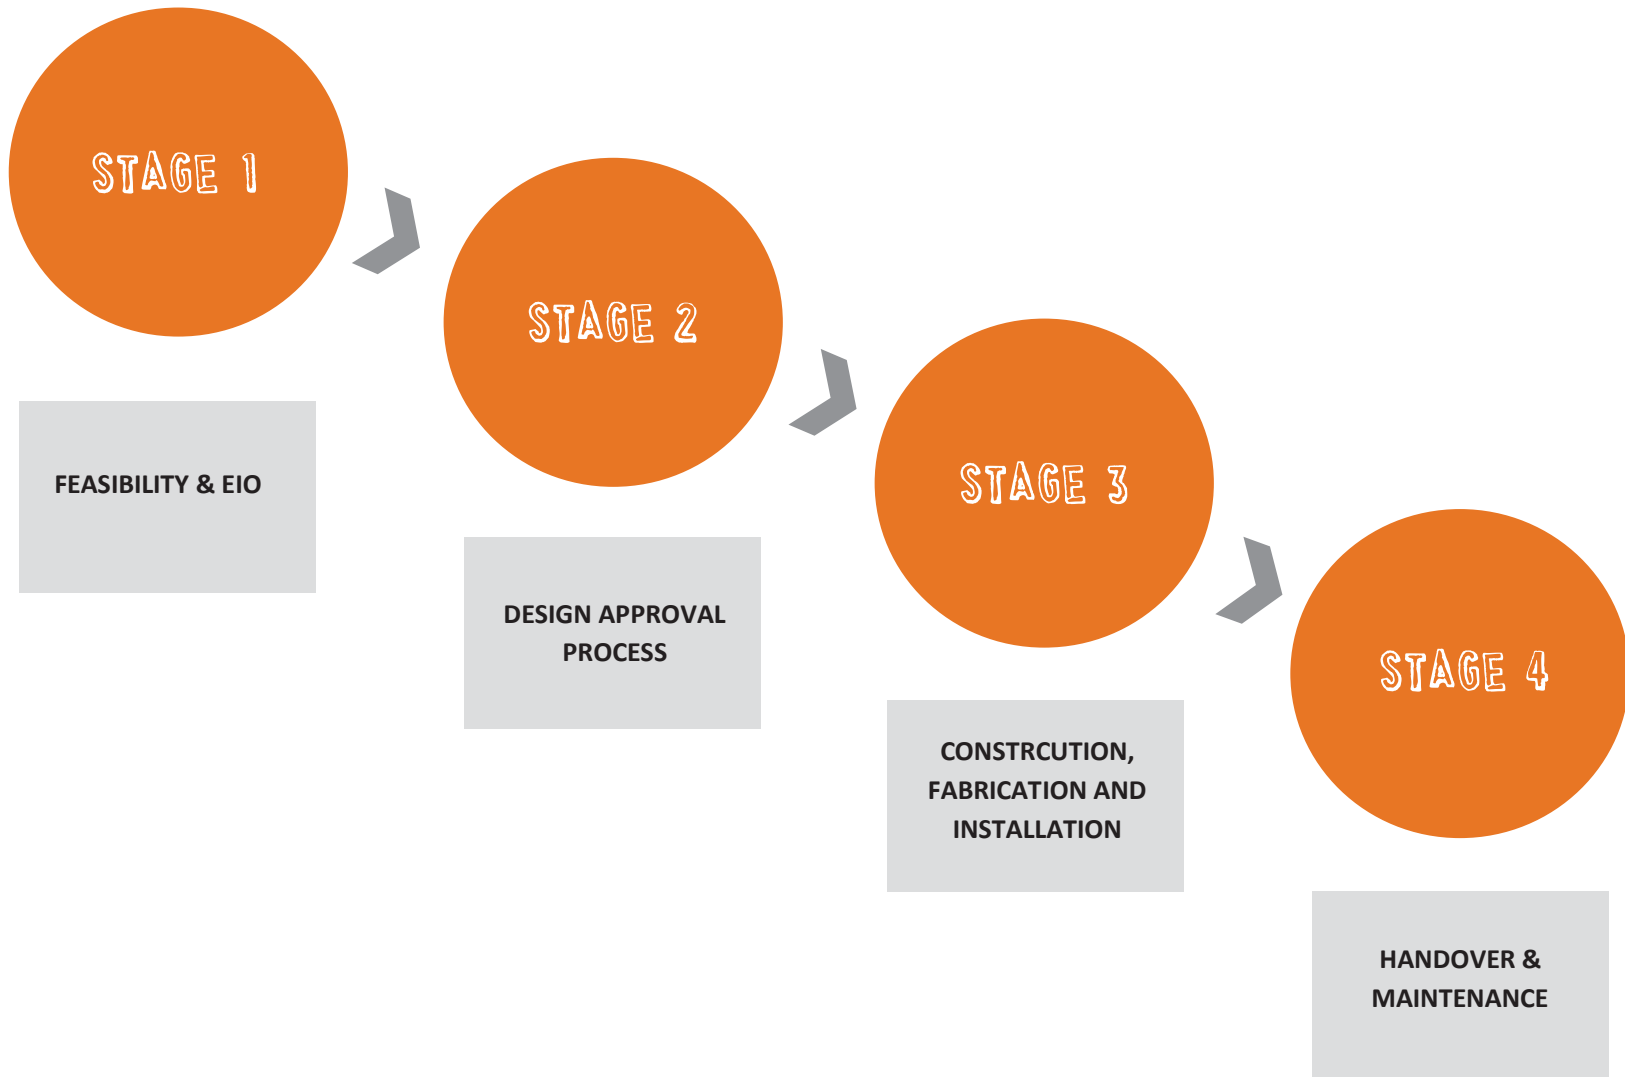 STAGE 1
FEASIBILITY & EIO
STAGE 2
DESIGN APPROVAL
PROCESS
STAGE 3
CONSTRCUTION,
FABRICATION AND
INSTALLATION
STAGE 4
HANDOVER &
MAINTENANCE